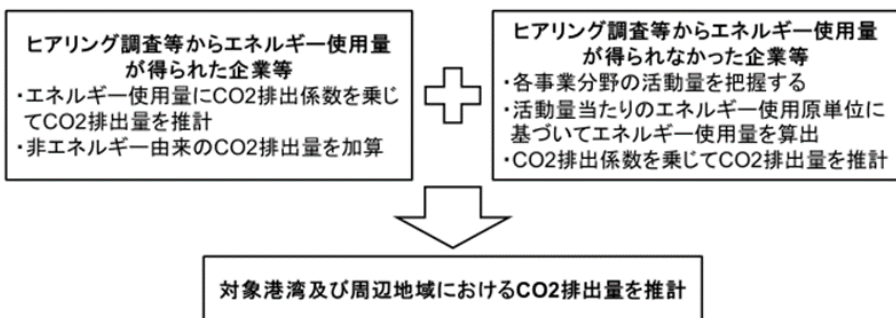 ヒアリング調査等からエネルギー使用量
が得られた企業等
・エネルギー使用量にCO2排出係数を乗じ
てCO2排出量を推計
・非エネルギー由来のCO2排出量を加算
ヒアリング調査等からエネルギー使用量
が得られなかった企業等
・各事業分野の活動量を把握する
・活動量当たりのエネルギー使用原単位に
基づいてエネルギー使用量を算出
・CO2排出係数を乗じてCO2排出量を推計
対象港湾及び周辺地域におけるCO2排出量を推計